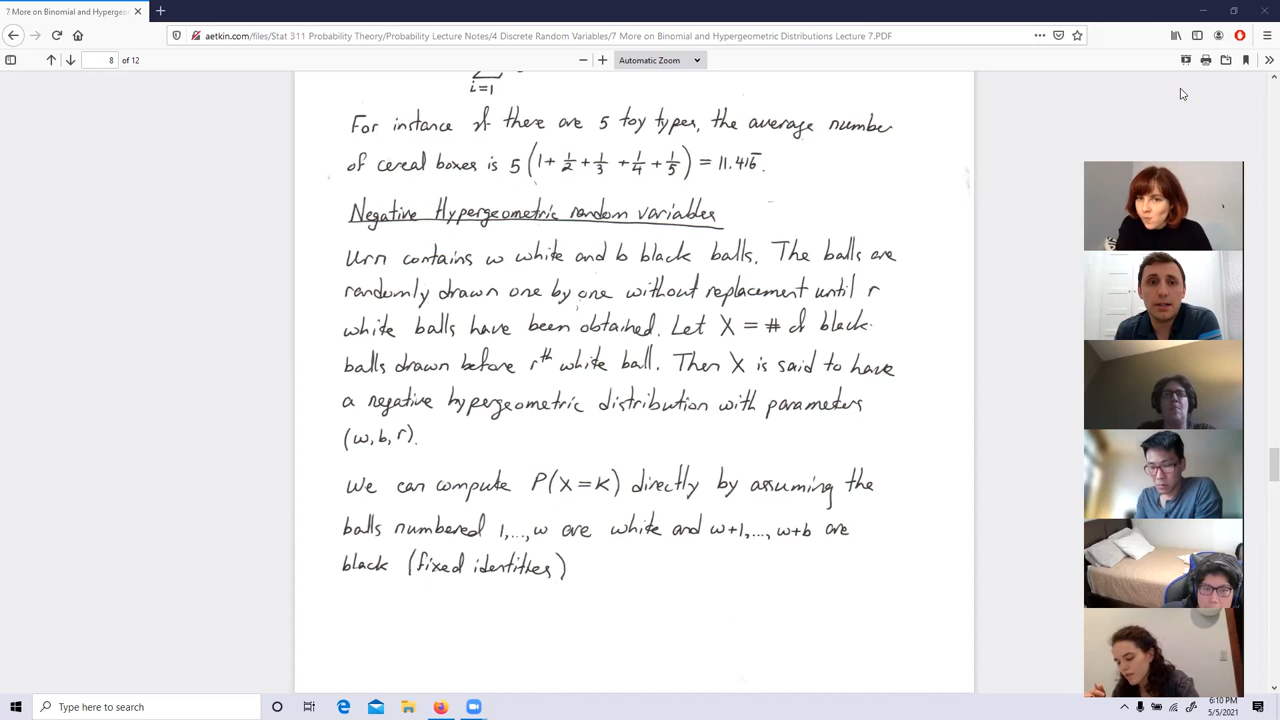 7 More on Binomial and Hypergeo
aetkin.com/files/Stat 311 Probability Theory/Probability Lecture Notes/4 Discrete Random Variables/7 More on Binomial and Hypergeometric Distributions Lecture 7.PDF
8 of 12 Automatic Zoom
i=1
For instance if there are 5 toy types, the average number
of cereal boxes is 5 (1 + 1/2 + 1/3 + 1/4 + 1/5) = 11.416̅.
Negative Hypergeometric random variables
Urn contains w white and b black balls. The balls are
randomly drawn one by one without replacement until r
white balls have been obtained. Let X = # of black
balls drawn before rth white ball. Then X is said to have
a negative hypergeometric distribution with parameters
(w, b, r).
We can compute P(X=K) directly by assuming the
balls numbered 1,..., w are white and w+1,..., w+b are
black (fixed identities)
Type here to search
6:10 PM
5/5/2021